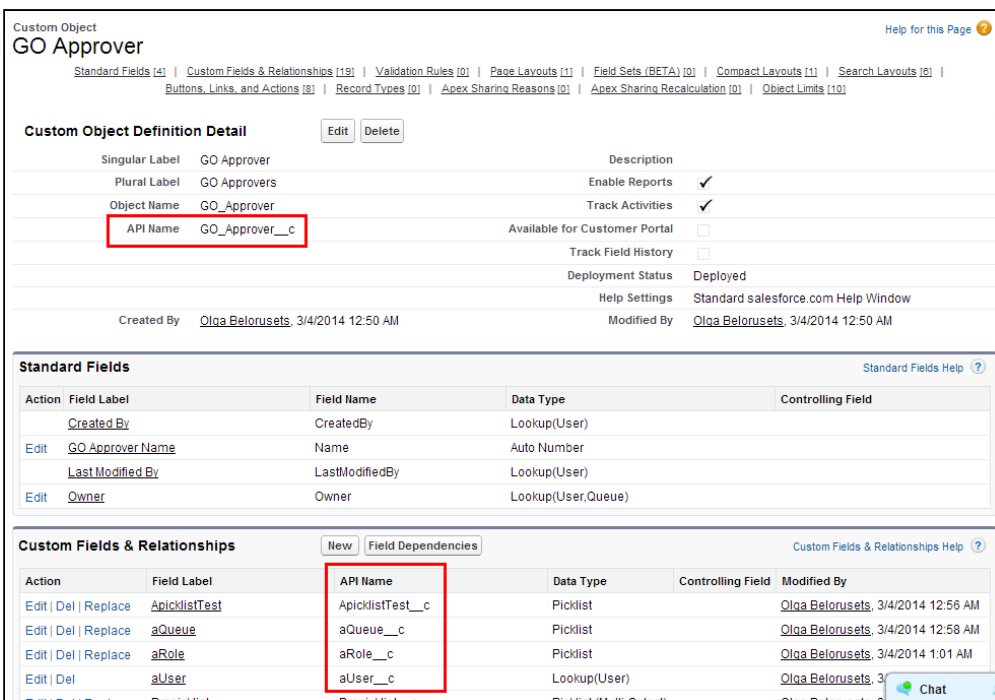 Custom Object
GO Approver
Help for this Page
Standard Fields [4] | Custom Fields & Relationships [19] | Validation Rules [0] | Page Layouts [1] | Field Sets (BETA) [0] | Compact Layouts [1] | Search Layouts [6] |
Buttons, Links, and Actions [8] | Record Types [0] | Apex Sharing Reasons [0] | Apex Sharing Recalculation [0] | Object Limits [10]
Custom Object Definition Detail Edit Delete
Singular Label GO Approver Description
Plural Label GO Approvers Enable Reports
Object Name GO_Approver Track Activities
API Name GO_Approver__c Available for Customer Portal
Track Field History
Deployment Status Deployed
Help Settings Standard salesforce.com Help Window
Created By Olga Belorusets, 3/4/2014 12:50 AM Modified By Olga Belorusets, 3/4/2014 12:50 AM
Standard Fields Standard Fields Help ?
Action Field Label Field Name Data Type Controlling Field
Created By CreatedBy Lookup(User)
Edit GO Approver Name Name Auto Number
Last Modified By LastModifiedBy Lookup(User)
Edit Owner Owner Lookup(User,Queue)
Custom Fields & Relationships New Field Dependencies Custom Fields & Relationships Help ?
Action Field Label API Name Data Type Controlling Field Modified By
Edit | Del | Replace ApicklistTest ApicklistTest__c Picklist Olga Belorusets, 3/4/2014 12:56 AM
Edit | Del | Replace aQueue aQueue__c Picklist Olga Belorusets, 3/4/2014 12:58 AM
Edit | Del | Replace aRole aRole__c Picklist Olga Belorusets, 3/4/2014 1:01 AM
Edit | Del aUser aUser__c Lookup(User) Olga Belorusets, 3/
Chat